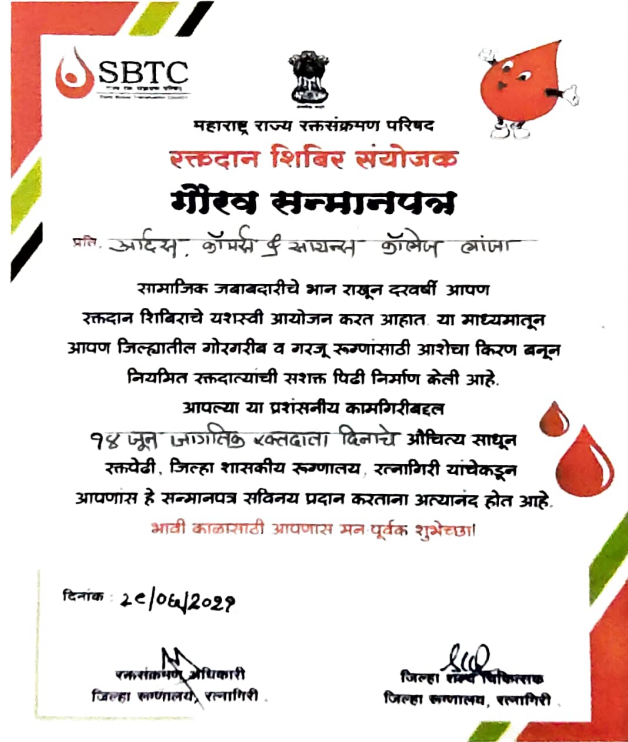 SBTC
महाराष्ट्र राज्य रक्तसंक्रमण परिषद
रक्तदान शिबिर संयोजक
गौरव सन्मानपत्र
प्रति. आर्टस्, कॉमर्स & सायन्स कॉलेज लांजा
सामाजिक जबाबदारीचे भान राखून दरवर्षी आपण
रक्तदान शिबिराचे यशस्वी आयोजन करत आहात. या माध्यमातून
आपण जिल्ह्यातील गोरगरीब व गरजू रूग्णांसाठी आशेचा किरण बनून
नियमित रक्तदात्यांची सशक्त पिढी निर्माण केली आहे.
आपल्या या प्रशंसनीय कामगिरीबद्दल
१४ जून जागतिक रक्तदाता दिनाचे औचित्य साधून
रक्तपेढी, जिल्हा शासकीय रूग्णालय, रत्नागिरी यांचेकडून
आपणांस हे सन्मानपत्र सविनय प्रदान करताना अत्यानंद होत आहे.
भावी काळासाठी आपणास मन:पूर्वक शुभेच्छा!
दिनांक : २९/०६/2०२१
रक्तसंक्रमण अधिकारी
जिल्हा रूग्णालय, रत्नागिरी.
जिल्हा शल्य चिकित्सक
जिल्हा रूग्णालय, रत्नागिरी.